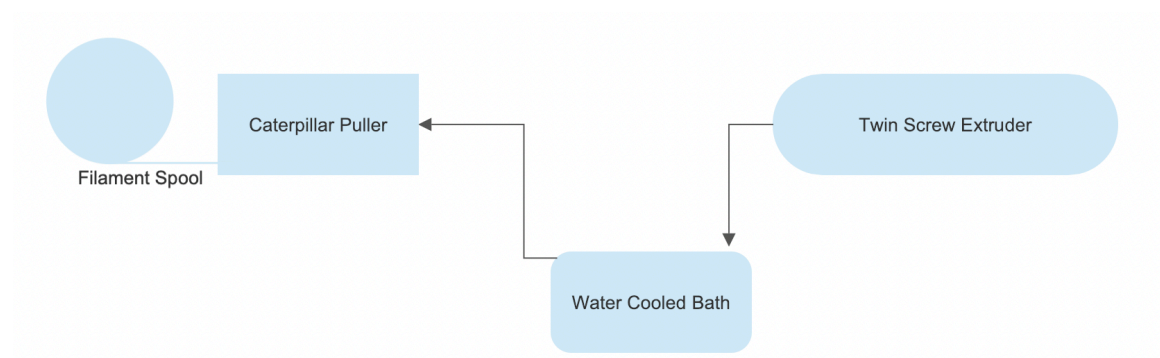 Caterpillar Puller
Twin Screw Extruder
Filament Spool
Water Cooled Bath